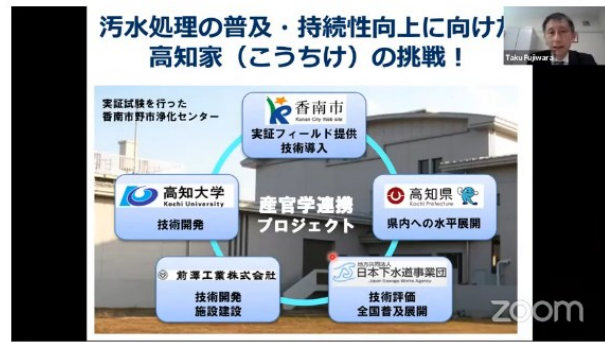 汚水処理の普及・持続性向上に向けた
高知家（こうちけ）の挑戦！
Taku Fujiwara
実証試験を行った
香南市野市浄化センター
香南市
Konan City Web site
実証フィールド提供
技術導入
高知大学
Kochi University
技術開発
産官学連携
プロジェクト
高知県
Kochi Prefecture
県内への水平展開
前澤工業株式会社
技術開発
施設建設
地方共同法人
日本下水道事業団
Japan Sewage Works Agency
技術評価
全国普及展開
zoom